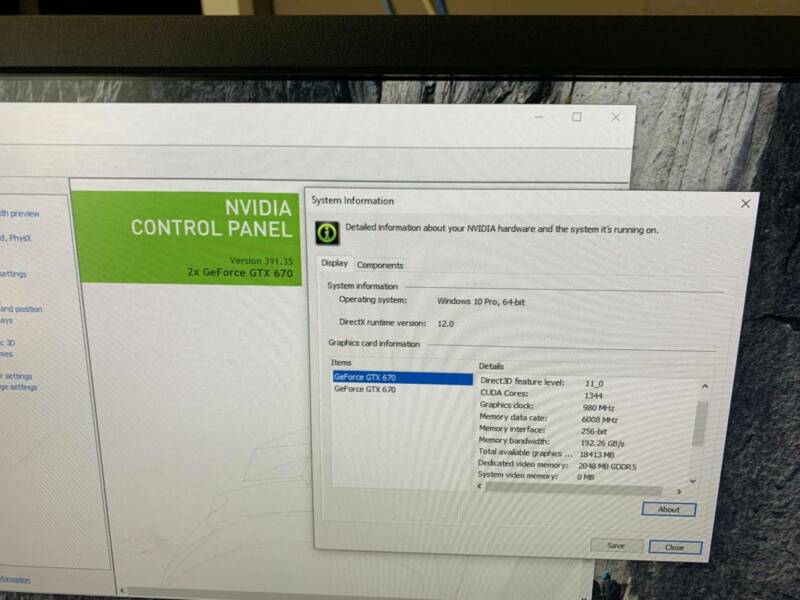 NVIDIA
CONTROL PANEL
Version 391.35
2x GeForce GTX 670
ith preview
d, PhysX
settings
and position
ays
c 3D
mes
r settings
ge settings
nformation
System Information
Detailed information about your NVIDIA hardware and the system it's running on.
Display Components
System information
Operating system: Windows 10 Pro, 64-bit
DirectX runtime version: 12.0
Graphics card information
Items
GeForce GTX 670
GeForce GTX 670
Details
Direct3D feature level: 11_0
CUDA Cores: 1344
Graphics clock: 980 MHz
Memory data rate: 6008 MHz
Memory interface: 256-bit
Memory bandwidth: 192.26 GB/s
Total available graphics ... 18413 MB
Dedicated video memory: 2048 MB GDDR5
System video memory: 0 MB
About
Save Close